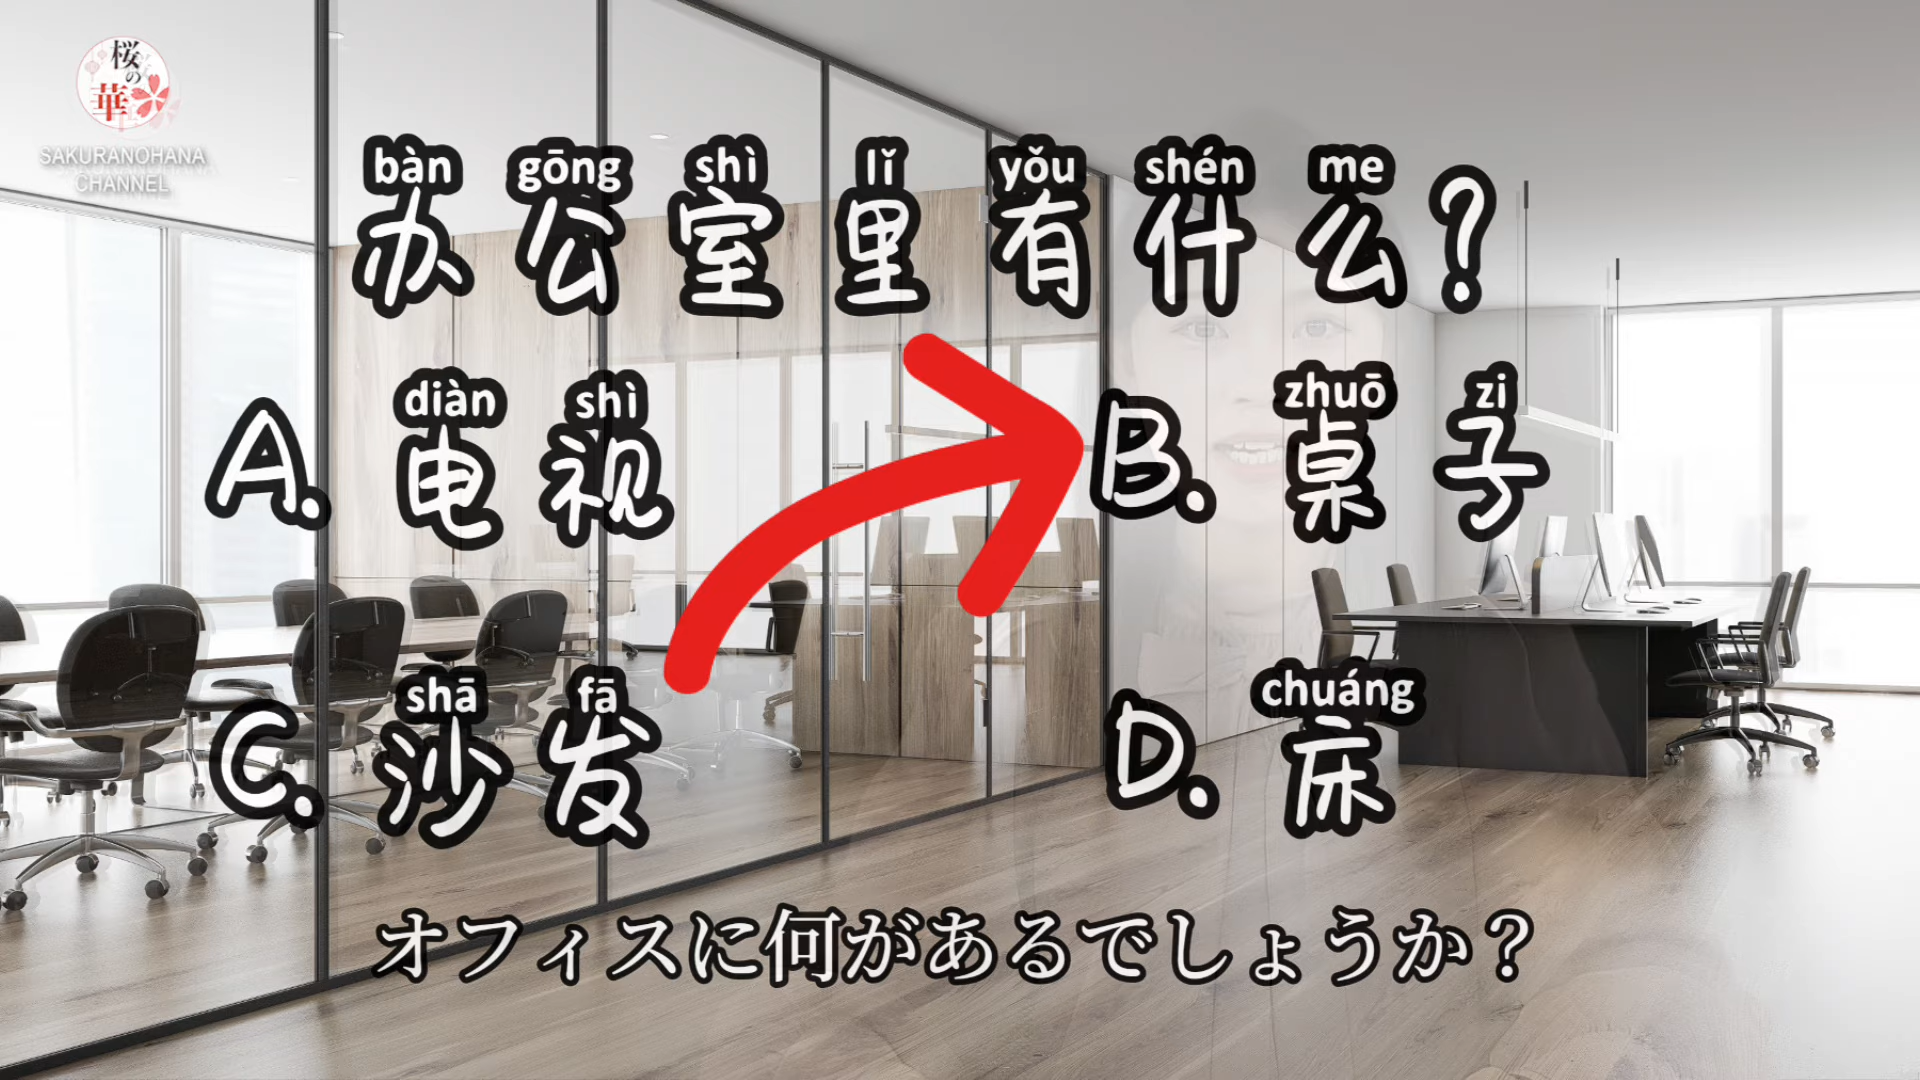 桜の華
SAKURANOHANA
CHANNEL
bàn gōng shì lǐ yǒu shén me
办公室里有什么?
diàn shì
A. 电视
zhuō zi
B. 桌子
shā fā
C. 沙发
chuáng
D. 床
オフィスに何があるでしょうか？